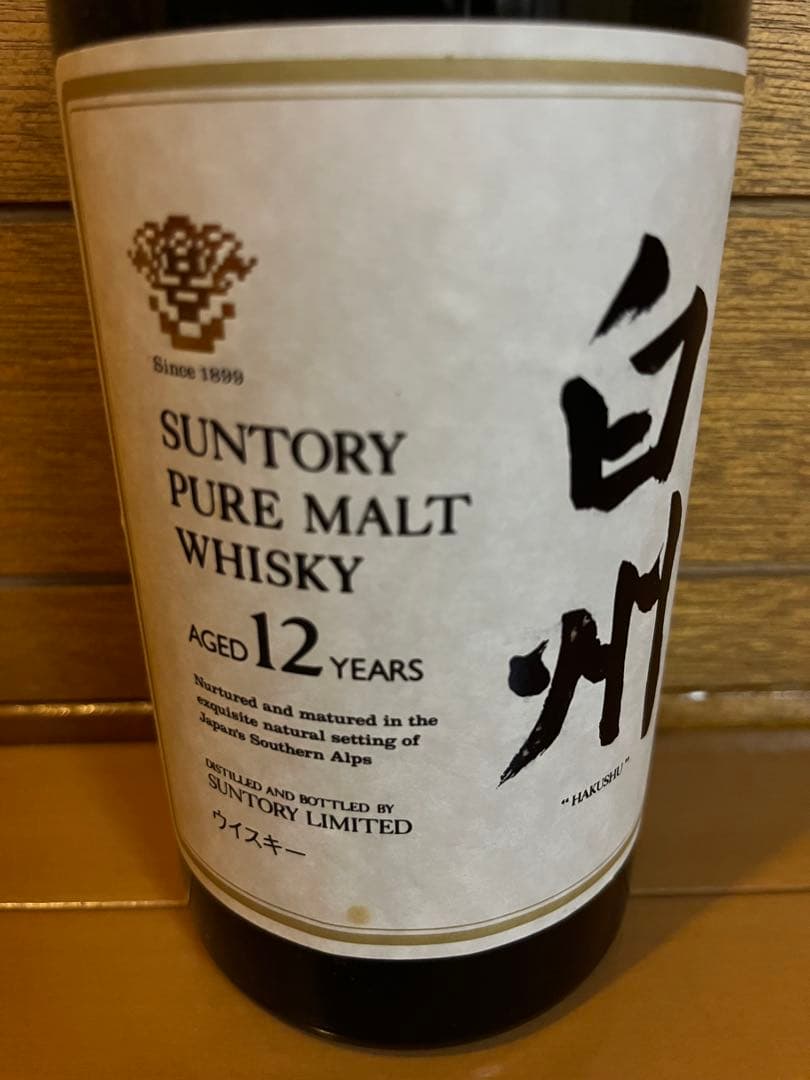 Since 1899
SUNTORY
PURE MALT
WHISKY
AGED 12 YEARS
Nurtured and matured in the
exquisite natural setting of
Japan's Southern Alps
DISTILLED AND BOTTLED BY
SUNTORY LIMITED
ウイスキー
白州
"HAKUSHU"